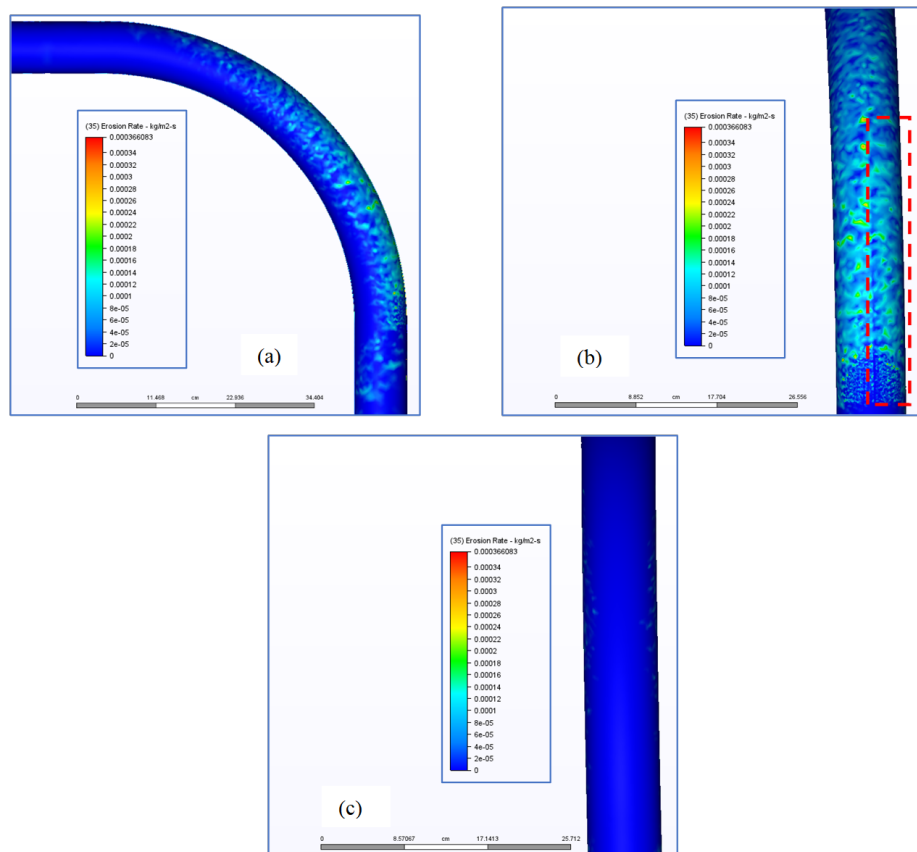 (35) Erosion Rate - kg/m2-s
0.000366083
0.00034
0.00032
0.0003
0.00028
0.00026
0.00024
0.00022
0.0002
0.00018
0.00016
0.00014
0.00012
0.0001
8e-05
6e-05
4e-05
2e-05
0
(a)
0 11.468 cm 22.936 34.404
(35) Erosion Rate - kg/m2-s
0.000366083
0.00034
0.00032
0.0003
0.00028
0.00026
0.00024
0.00022
0.0002
0.00018
0.00016
0.00014
0.00012
0.0001
8e-05
6e-05
4e-05
2e-05
0
(b)
0 8.852 cm 17.704 26.556
(35) Erosion Rate - kg/m2-s
0.000366083
0.00034
0.00032
0.0003
0.00028
0.00026
0.00024
0.00022
0.0002
0.00018
0.00016
0.00014
0.00012
0.0001
8e-05
6e-05
4e-05
2e-05
0
(c)
0 8.57067 cm 17.1413 25.712